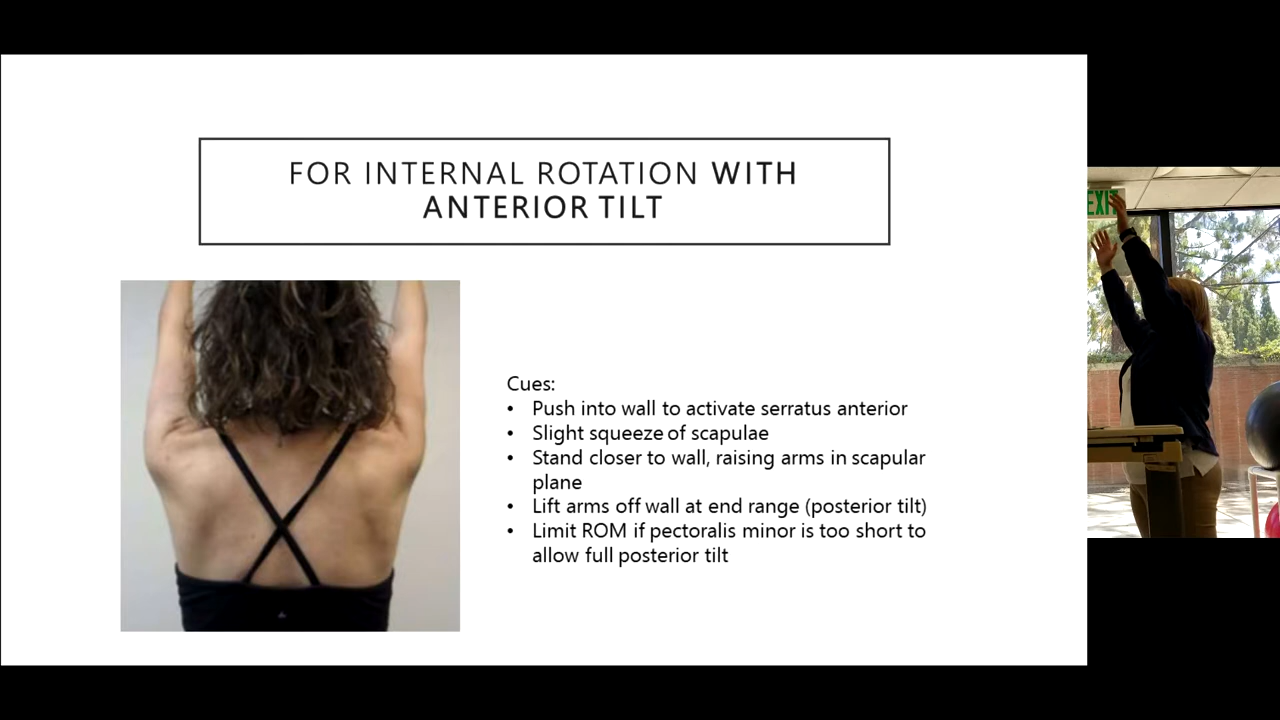 FOR INTERNAL ROTATION WITH
ANTERIOR TILT
Cues:
• Push into wall to activate serratus anterior
• Slight squeeze of scapulae
• Stand closer to wall, raising arms in scapular
plane
• Lift arms off wall at end range (posterior tilt)
• Limit ROM if pectoralis minor is too short to
allow full posterior tilt
EXIT